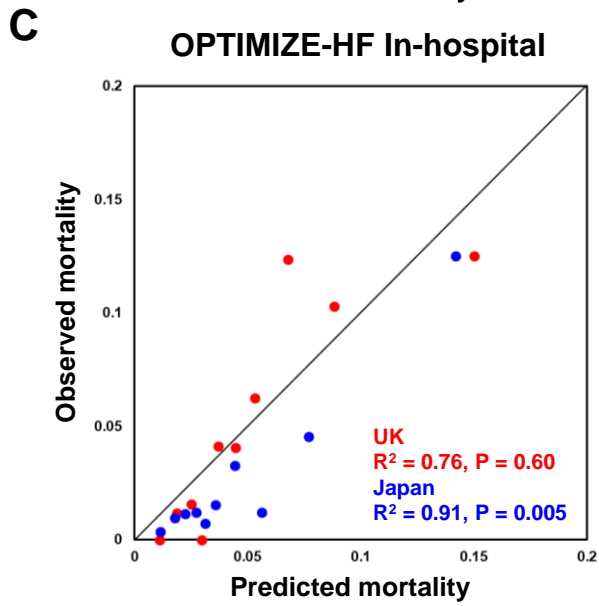 C
OPTIMIZE-HF In-hospital
0.2
0.15
0.1
0.05
0
Observed mortality
UK
R² = 0.76, P = 0.60
Japan
R² = 0.91, P = 0.005
0 0.05 0.1 0.15 0.2
Predicted mortality